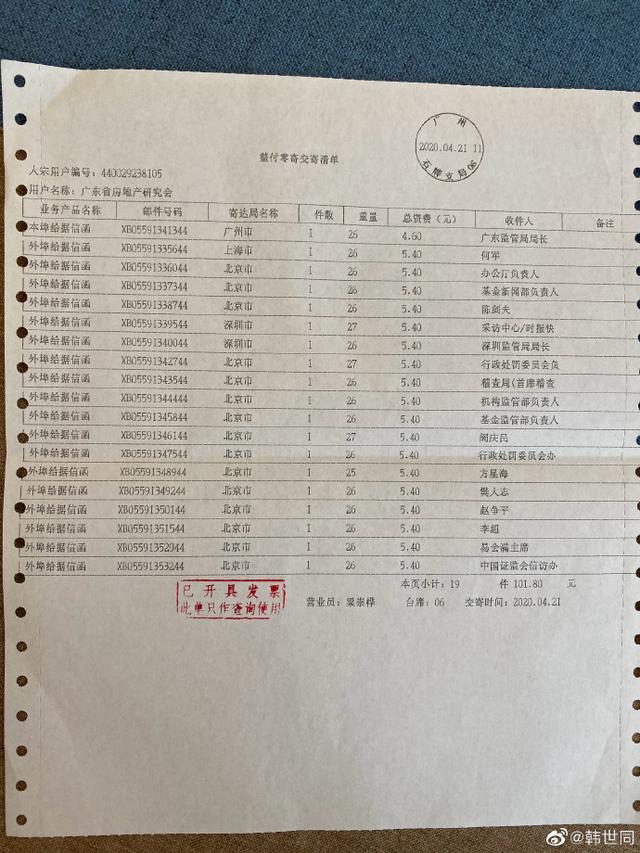 整付零寄交寄清单
广州
2020.04.21 11
石牌支局06
大宗用户编号: 440029238105
用户名称: 广东省房地产研究会
业务产品名称 邮件号码 寄达局名称 件数 重量 总资费(元) 收件人 备注
本埠给据信函 XB05591341344 广州市 1 26 4.60 广东监管局局长
外埠给据信函 XB05591335644 上海市 1 26 5.40 何军
外埠给据信函 XB05591336044 北京市 1 26 5.40 办公厅负责人
外埠给据信函 XB05591337344 北京市 1 26 5.40 基金新闻部负责人
外埠给据信函 XB05591338744 北京市 1 26 5.40 陈剑夫
外埠给据信函 XB05591339544 深圳市 1 27 5.40 采访中心/时报快
外埠给据信函 XB05591340044 深圳市 1 26 5.40 深圳监管局局长
外埠给据信函 XB05591342744 北京市 1 27 5.40 行政处罚委员会负
外埠给据信函 XB05591343544 北京市 1 26 5.40 稽查局(首席稽查
外埠给据信函 XB05591344444 北京市 1 26 5.40 机构监管部负责人
外埠给据信函 XB05591345844 北京市 1 26 5.40 基金监管部负责人
外埠给据信函 XB05591346144 北京市 1 27 5.40 阎庆民
外埠给据信函 XB05591347544 北京市 1 26 5.40 行政处罚委员会办
外埠给据信函 XB05591348944 北京市 1 25 5.40 方星海
外埠给据信函 XB05591349244 北京市 1 26 5.40 樊大志
外埠给据信函 XB05591350144 北京市 1 26 5.40 赵争平
外埠给据信函 XB05591351544 北京市 1 26 5.40 李超
外埠给据信函 XB05591352944 北京市 1 26 5.40 易会满主席
外埠给据信函 XB05591353244 北京市 1 26 5.40 中国证监会信访办
本页小计: 19 件 101.80 元
已开具发票
此单只作查询使用
营业员: 梁崇桦 台席: 06 交寄时间: 2020.04.21
@韩世同